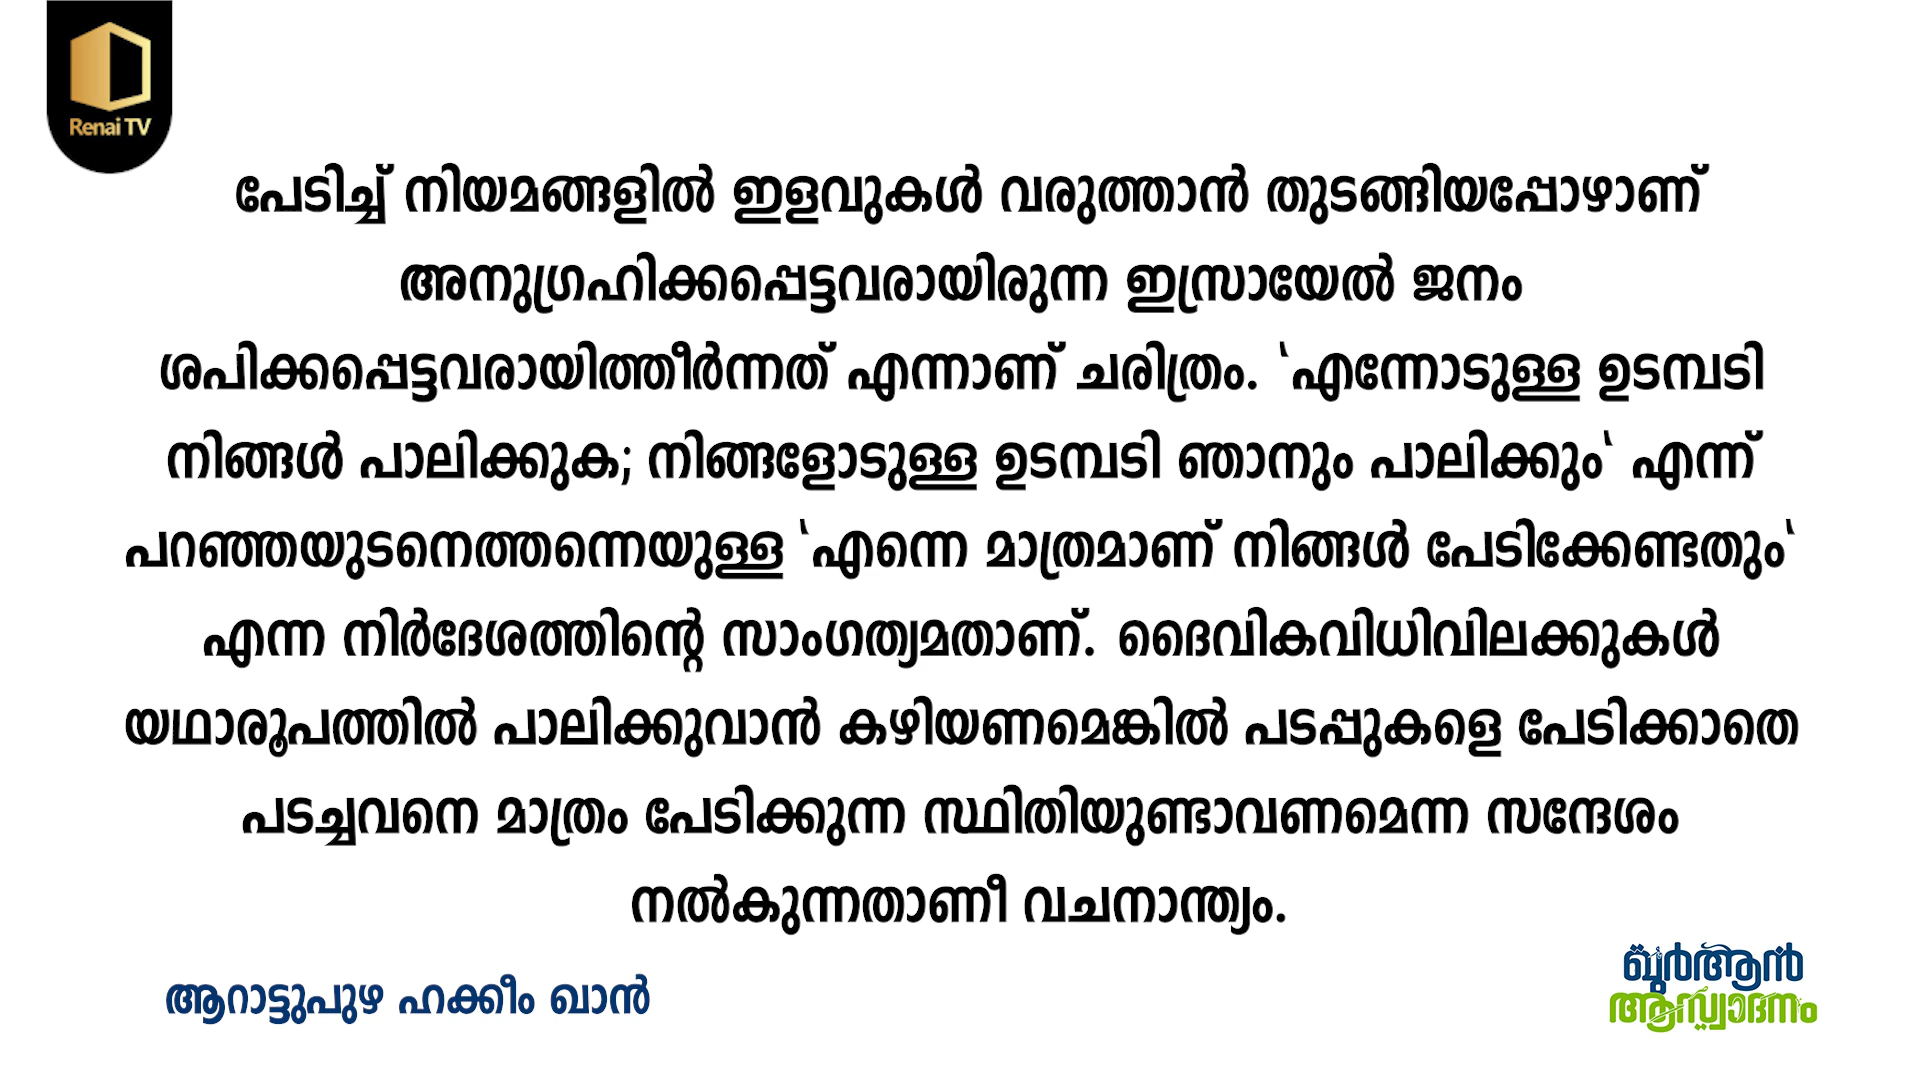 Renai TV
പേടിച്ച് നിയമങ്ങളിൽ ഇളവുകൾ വരുത്താൻ തുടങ്ങിയപ്പോഴാണ്
അനുഗ്രഹിക്കപ്പെട്ടവരായിരുന്ന ഇസ്രായേൽ ജനം
ശപിക്കപ്പെട്ടവരായിത്തീർന്നത് എന്നാണ് ചരിത്രം. ‛എന്നോടുള്ള ഉടമ്പടി
നിങ്ങൾ പാലിക്കുക; നിങ്ങളോടുള്ള ഉടമ്പടി ഞാനും പാലിക്കും‛ എന്ന്
പറഞ്ഞയുടനെത്തന്നെയുള്ള ‛എന്നെ മാത്രമാണ് നിങ്ങൾ പേടിക്കേണ്ടതും‛
എന്ന നിർദേശത്തിന്റെ സാംഗത്യമതാണ്. ദൈവികവിധിവിലക്കുകൾ
യഥാരൂപത്തിൽ പാലിക്കുവാൻ കഴിയണമെങ്കിൽ പടപ്പുകളെ പേടിക്കാതെ
പടച്ചവനെ മാത്രം പേടിക്കുന്ന സ്ഥിതിയുണ്ടാവണമെന്ന സന്ദേശം
നൽകുന്നതാണീ വചനാന്ത്യം.
ആറാട്ടുപുഴ ഹക്കീം ഖാൻ
ഖുർആൻ
ആസ്വാദനം